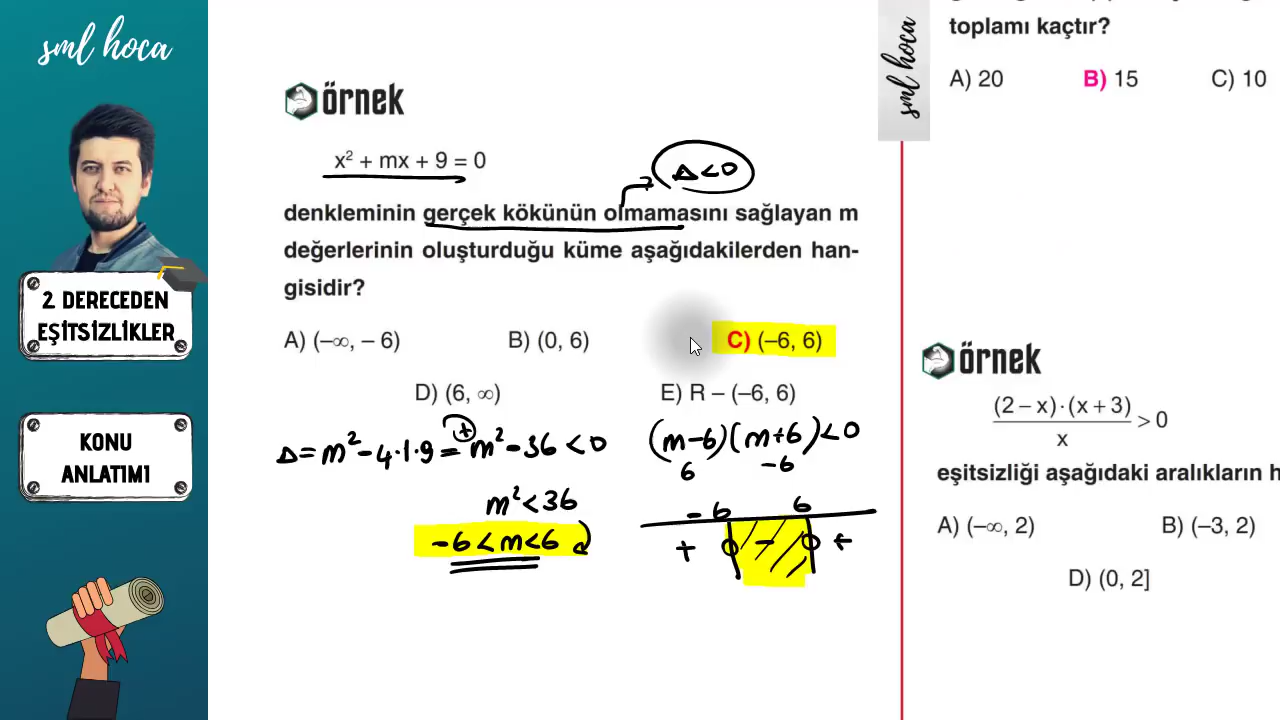 sml hoca
2. DERECEDEN
EŞİTSİZLİKLER
KONU
ANLATIMI
örnek
x² + mx + 9 = 0
Δ < 0
denkleminin gerçek kökünün olmamasını sağlayan m
değerlerinin oluşturduğu küme aşağıdakilerden han-
gisidir?
A) (–∞, – 6) B) (0, 6) C) (–6, 6)
D) (6, ∞) E) R – (–6, 6)
Δ = m² – 4·1·9 = m² – 36 < 0
+
m² < 36
–6 < m < 6
(m–6)(m+6) < 0
6 –6
–6 6
+ – +
sml hoca
toplamı kaçtır?
A) 20 B) 15 C) 10
örnek
(2 – x)·(x + 3)
x
> 0
eşitsizliği aşağıdaki aralıkların
A) (–∞, 2) B) (–3, 2)
D) (0, 2]